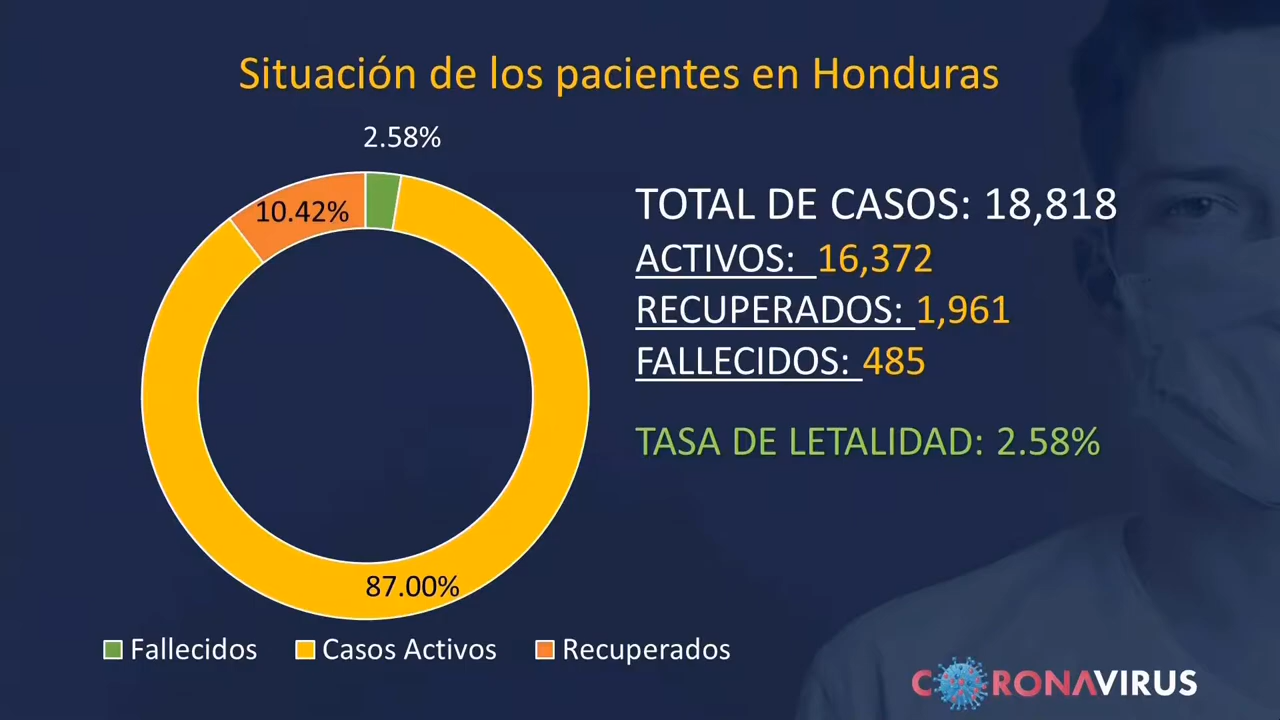 Situación de los pacientes en Honduras
2.58%
10.42%
87.00%
Fallecidos Casos Activos Recuperados
TOTAL DE CASOS: 18,818
ACTIVOS: 16,372
RECUPERADOS: 1,961
FALLECIDOS: 485
TASA DE LETALIDAD: 2.58%
CORONAVIRUS